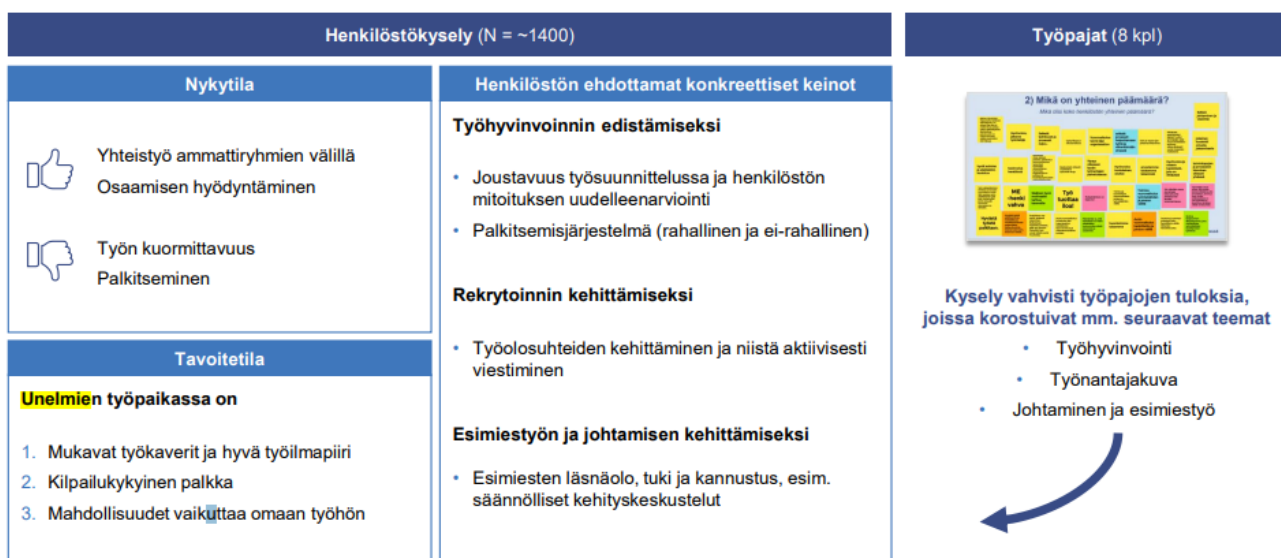 Henkilöstökysely (N = ~1400)
Nykytila
Yhteistyö ammattiryhmien välillä
Osaamisen hyödyntäminen
Työn kuormittavuus
Palkitseminen
Tavoitetila
Unelmien työpaikassa on
1. Mukavat työkaverit ja hyvä työilmapiiri
2. Kilpailukykyinen palkka
3. Mahdollisuudet vaikuttaa omaan työhön
Henkilöstön ehdottamat konkreettiset keinot
Työhyvinvoinnin edistämiseksi
• Joustavuus työsuunnittelussa ja henkilöstön
mitoituksen uudelleenarviointi
• Palkitsemisjärjestelmä (rahallinen ja ei-rahallinen)
Rekrytoinnin kehittämiseksi
• Työolosuhteiden kehittäminen ja niistä aktiivisesti
viestiminen
Esimiestyön ja johtamisen kehittämiseksi
• Esimiesten läsnäolo, tuki ja kannustus, esim.
säännölliset kehityskeskustelut
Työpajat (8 kpl)
2) Mikä on yhteinen päämäärä?
Kysely vahvisti työpajojen tuloksia,
joissa korostuivat mm. seuraavat teemat
• Työhyvinvointi
• Työnantajakuva
• Johtaminen ja esimiestyö